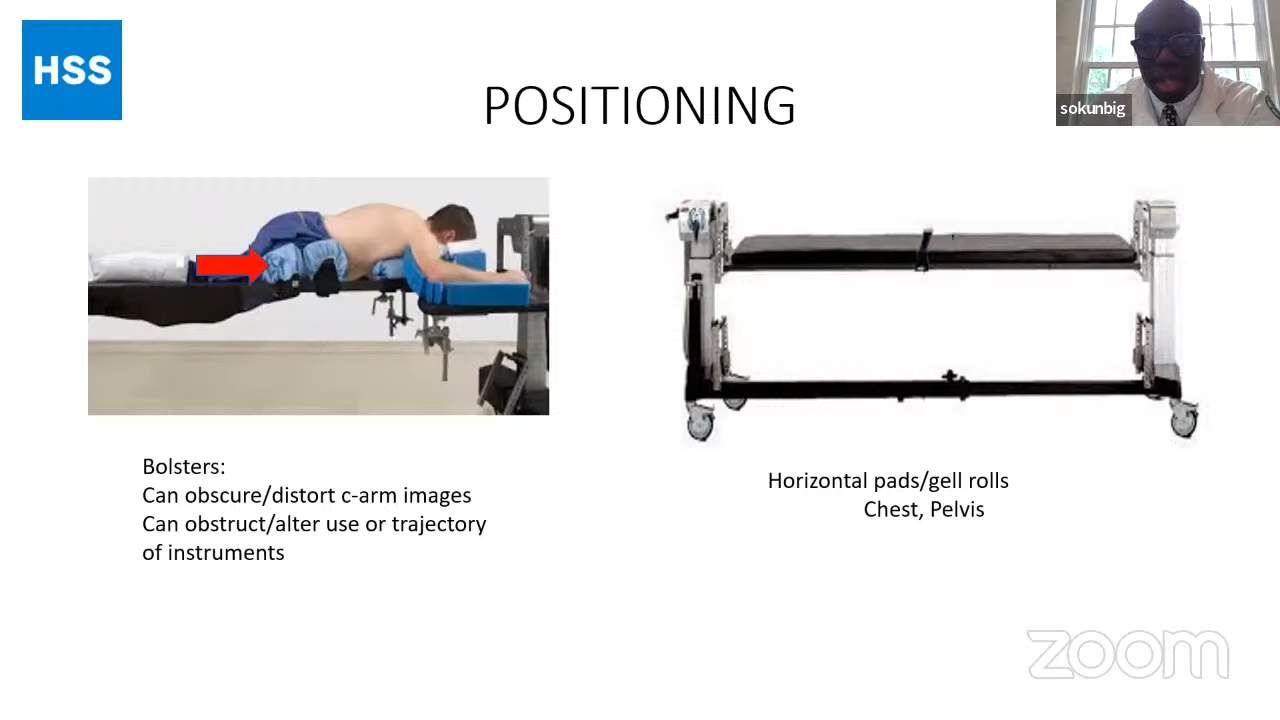 HSS
POSITIONING
sokunbig
Bolsters:
Can obscure/distort c-arm images
Can obstruct/alter use or trajectory
of instruments
Horizontal pads/gell rolls
Chest, Pelvis
zoom